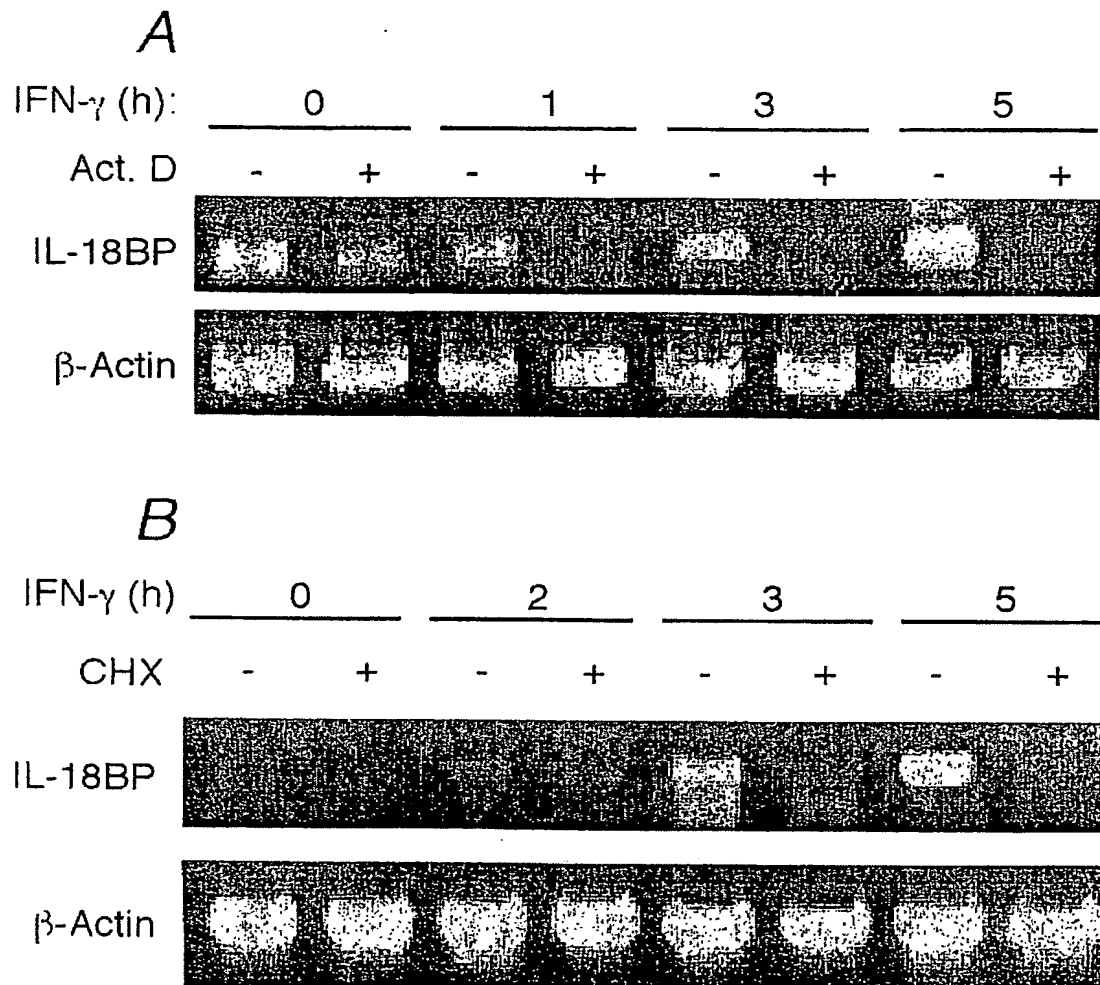 A
IFN-γ (h): 0 1 3 5
Act. D - + - + - + - +
IL-18BP
β-Actin
B
IFN-γ (h) 0 2 3 5
CHX - + - + - + - +
IL-18BP
β-Actin